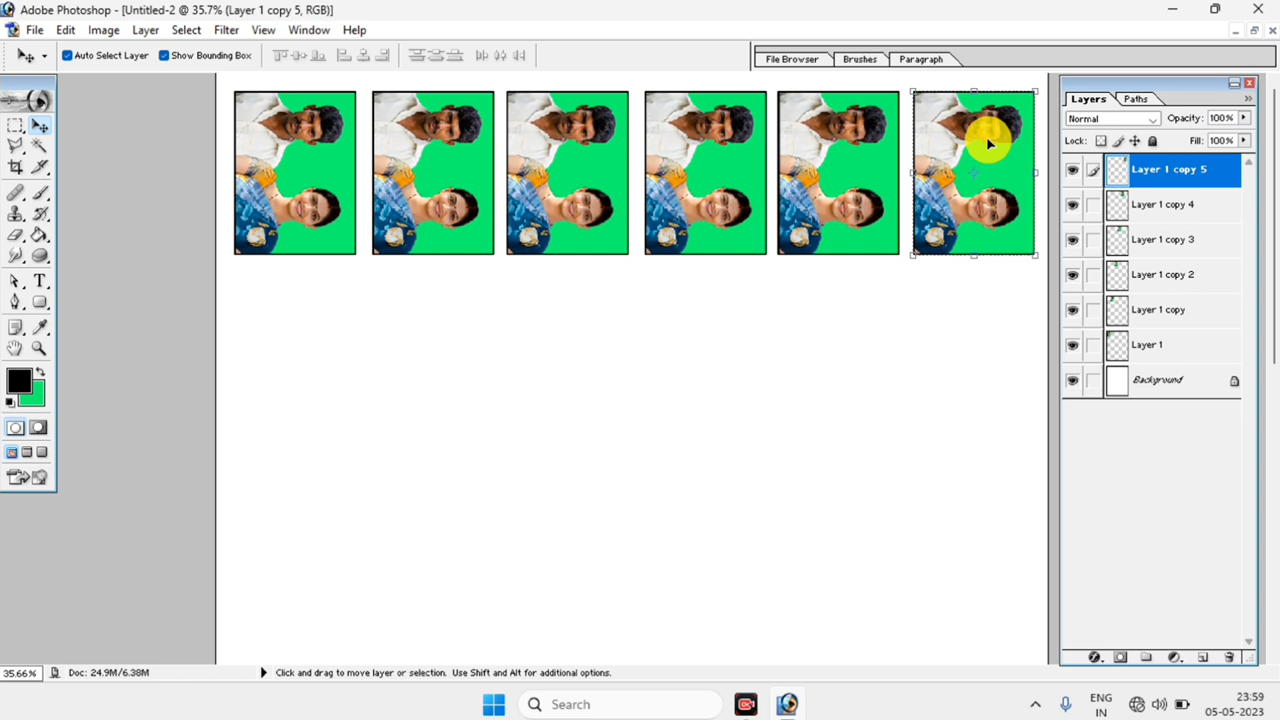 Adobe Photoshop - [Untitled-2 @ 35.7% (Layer 1 copy 5, RGB)]
File Edit Image Layer Select Filter View Window Help
Auto Select Layer Show Bounding Box
File Browser Brushes Paragraph
Layers Paths
Normal Opacity: 100%
Lock: Fill: 100%
Layer 1 copy 5
Layer 1 copy 4
Layer 1 copy 3
Layer 1 copy 2
Layer 1 copy
Layer 1
Background
35.66% Doc: 24.9M/6.38M Click and drag to move layer or selection. Use Shift and Alt for additional options.
Search
ENG
IN
23:59
05-05-2023